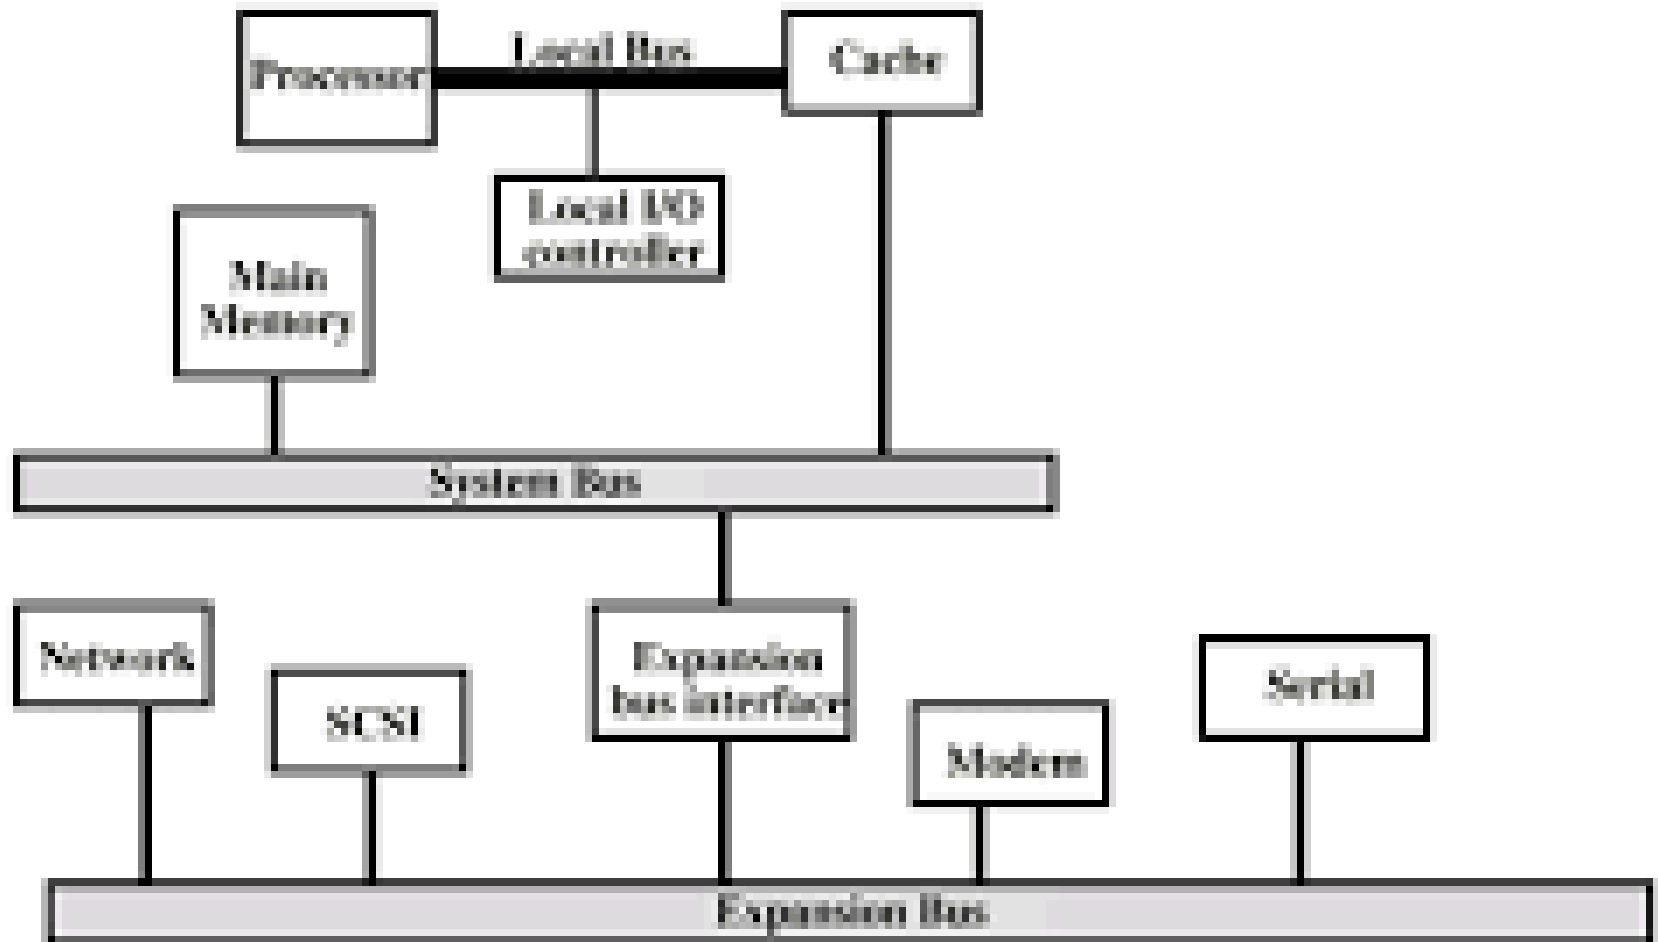 Local Bus
Processor
Cache
Local I/O
controller
Main
Memory
System Bus
Network
SCSI
Expansion
bus interface
Modem
Serial
Expansion Bus